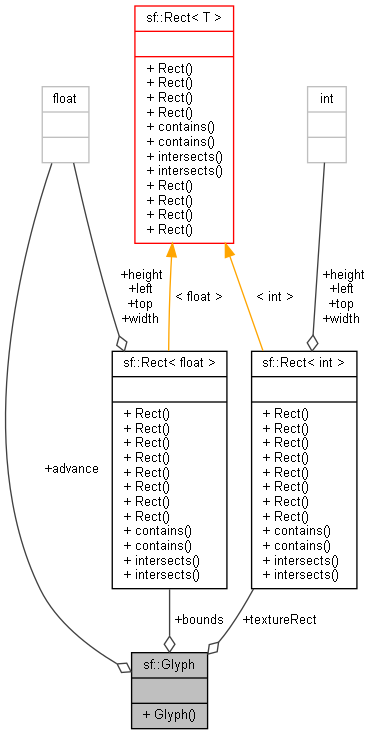 sf::Rect< T >
+ Rect()
+ Rect()
+ Rect()
+ Rect()
+ contains()
+ contains()
+ intersects()
+ intersects()
+ Rect()
+ Rect()
+ Rect()
+ Rect()
float
int
+height
+left
+top
+width
< float >
< int >
+height
+left
+top
+width
sf::Rect< float >
+ Rect()
+ Rect()
+ Rect()
+ Rect()
+ Rect()
+ Rect()
+ Rect()
+ Rect()
+ contains()
+ contains()
+ intersects()
+ intersects()
sf::Rect< int >
+ Rect()
+ Rect()
+ Rect()
+ Rect()
+ Rect()
+ Rect()
+ Rect()
+ Rect()
+ contains()
+ contains()
+ intersects()
+ intersects()
+advance
+bounds
+textureRect
sf::Glyph
+ Glyph()